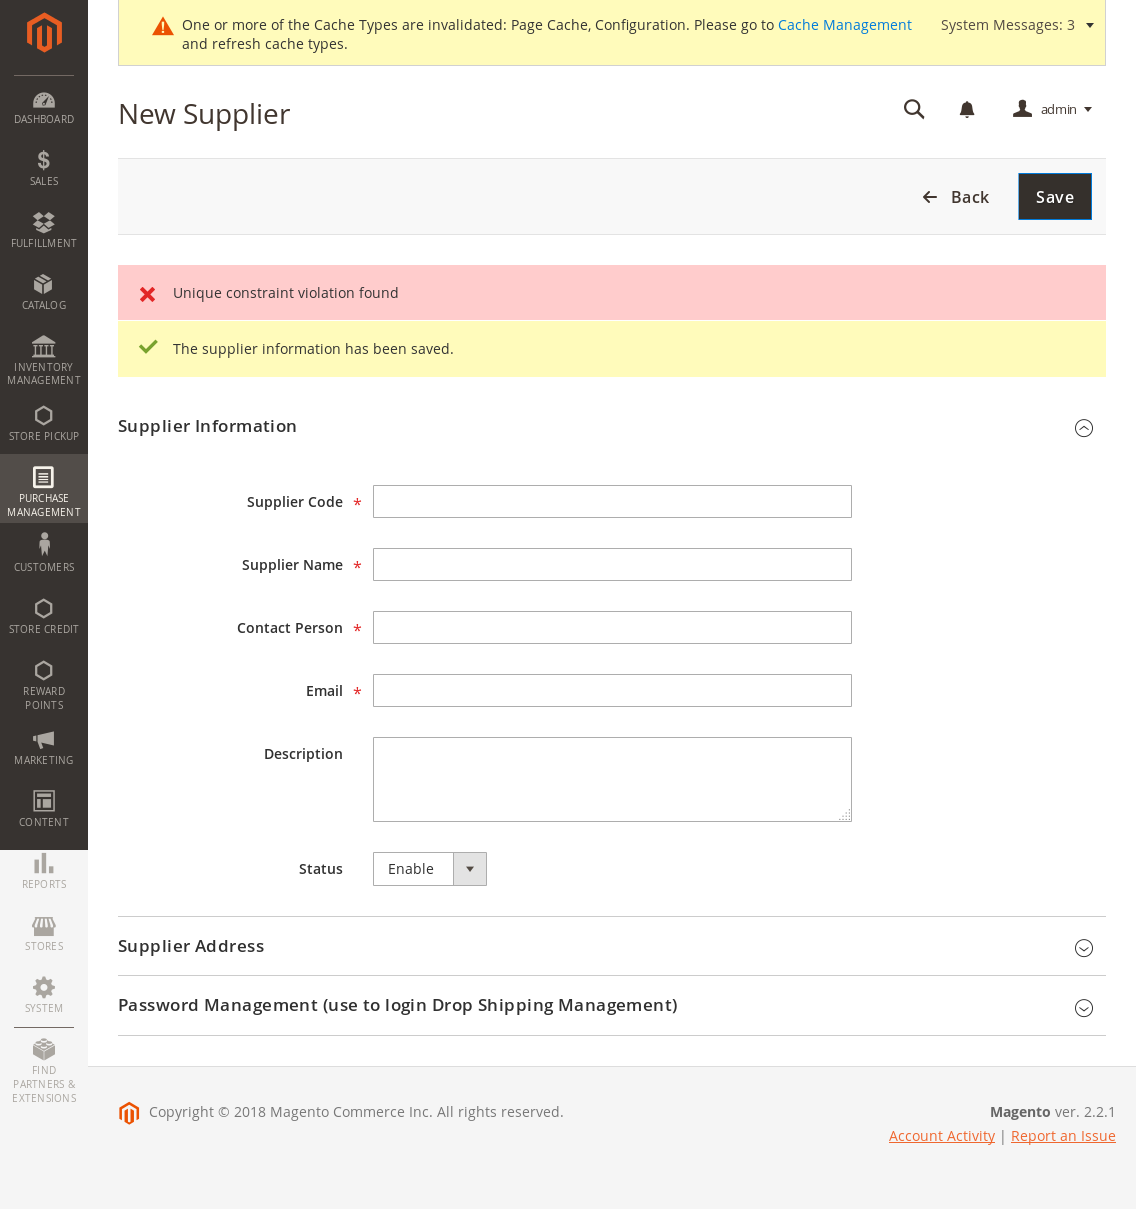 One or more of the Cache Types are invalidated: Page Cache, Configuration. Please go to Cache Management
and refresh cache types.
System Messages: 3
New Supplier
admin
Back
Save
Unique constraint violation found
The supplier information has been saved.
Supplier Information
Supplier Code *
Supplier Name *
Contact Person *
Email *
Description
Status
Enable
Supplier Address
Password Management (use to login Drop Shipping Management)
DASHBOARD
SALES
FULFILLMENT
CATALOG
INVENTORY
MANAGEMENT
STORE PICKUP
PURCHASE
MANAGEMENT
CUSTOMERS
STORE CREDIT
REWARD
POINTS
MARKETING
CONTENT
REPORTS
STORES
SYSTEM
FIND
PARTNERS &
EXTENSIONS
Copyright © 2018 Magento Commerce Inc. All rights reserved.
Magento ver. 2.2.1
Account Activity | Report an Issue